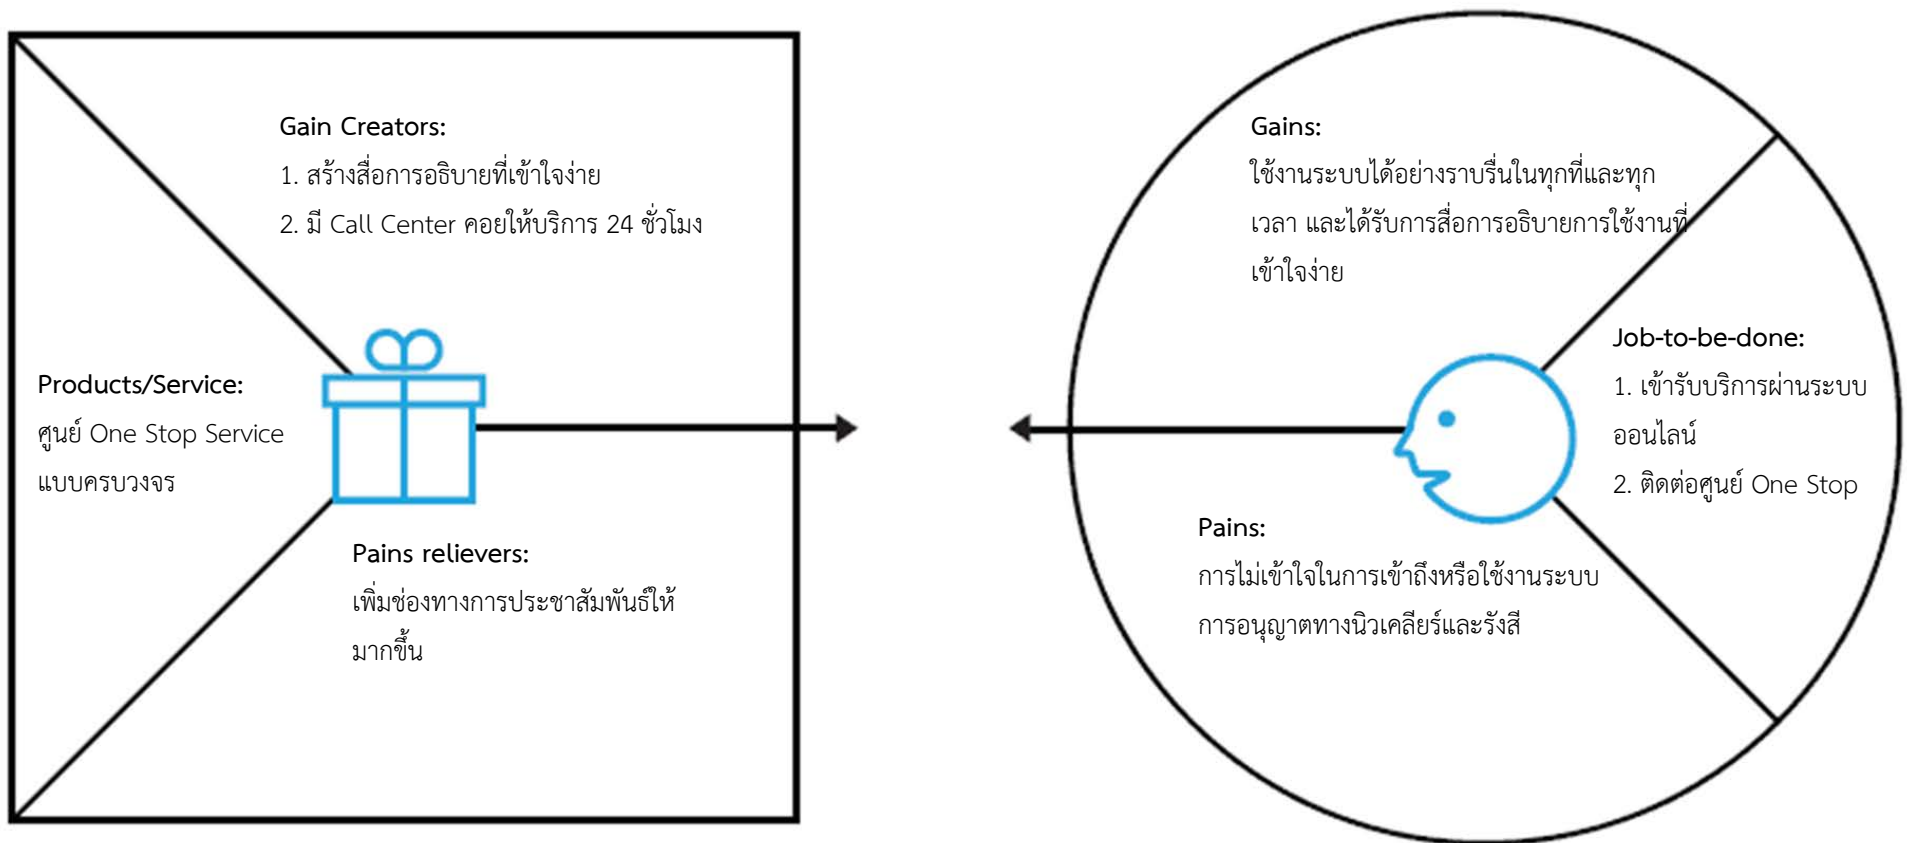 Gain Creators:
1. สร้างสื่อการอธิบายที่เข้าใจง่าย
2. มี Call Center คอยให้บริการ 24 ชั่วโมง
Products/Service:
ศูนย์ One Stop Service
แบบครบวงจร
Pains relievers:
เพิ่มช่องทางการประชาสัมพันธ์ให้
มากขึ้น
Gains:
ใช้งานระบบได้อย่างราบรื่นในทุกที่และทุก
เวลา และได้รับการสื่อการอธิบายการใช้งานที่
เข้าใจง่าย
Job-to-be-done:
1. เข้ารับบริการผ่านระบบ
ออนไลน์
2. ติดต่อศูนย์ One Stop
Pains:
การไม่เข้าใจในการเข้าถึงหรือใช้งานระบบ
การอนุญาตทางนิวเคลียร์และรังสี